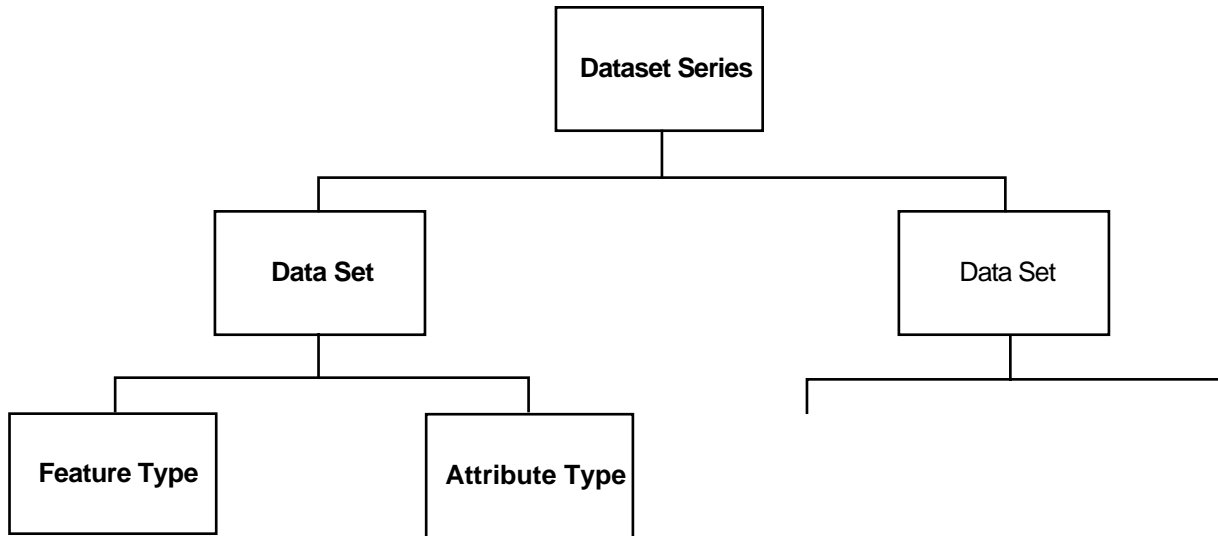 Dataset Series
Data Set
Data Set
Feature Type
Attribute Type